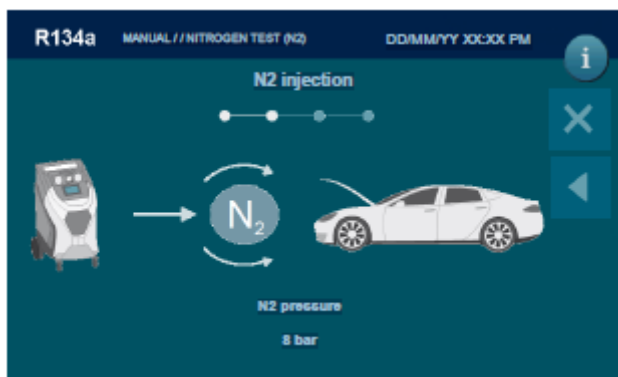 R134a MANUAL // NITROGEN TEST (N2) DD/MM/YY XX:XX PM
i
N2 injection
N2
N2 pressure
8 bar